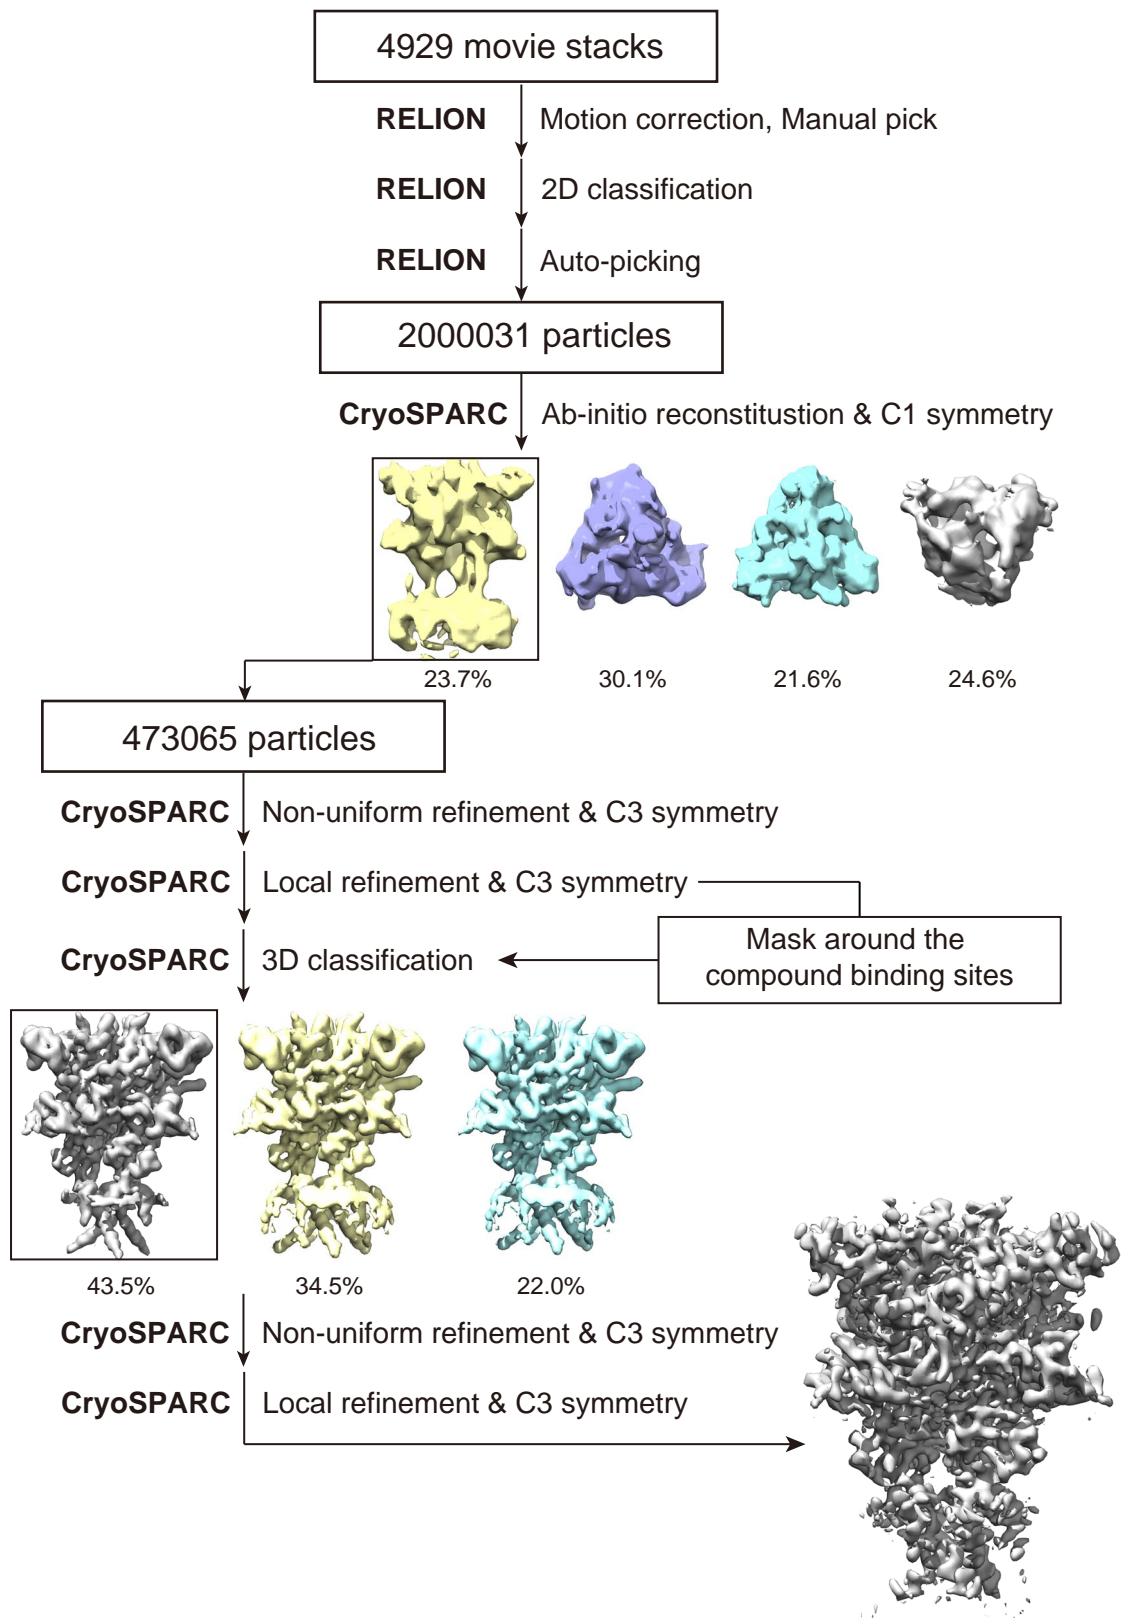 4929 movie stacks
RELION Motion correction, Manual pick
RELION 2D classification
RELION Auto-picking
2000031 particles
CryoSPARC Ab-initio reconstitustion & C1 symmetry
23.7% 30.1% 21.6% 24.6%
473065 particles
CryoSPARC Non-uniform refinement & C3 symmetry
CryoSPARC Local refinement & C3 symmetry
Mask around the
compound binding sites
CryoSPARC 3D classification
43.5% 34.5% 22.0%
CryoSPARC Non-uniform refinement & C3 symmetry
CryoSPARC Local refinement & C3 symmetry